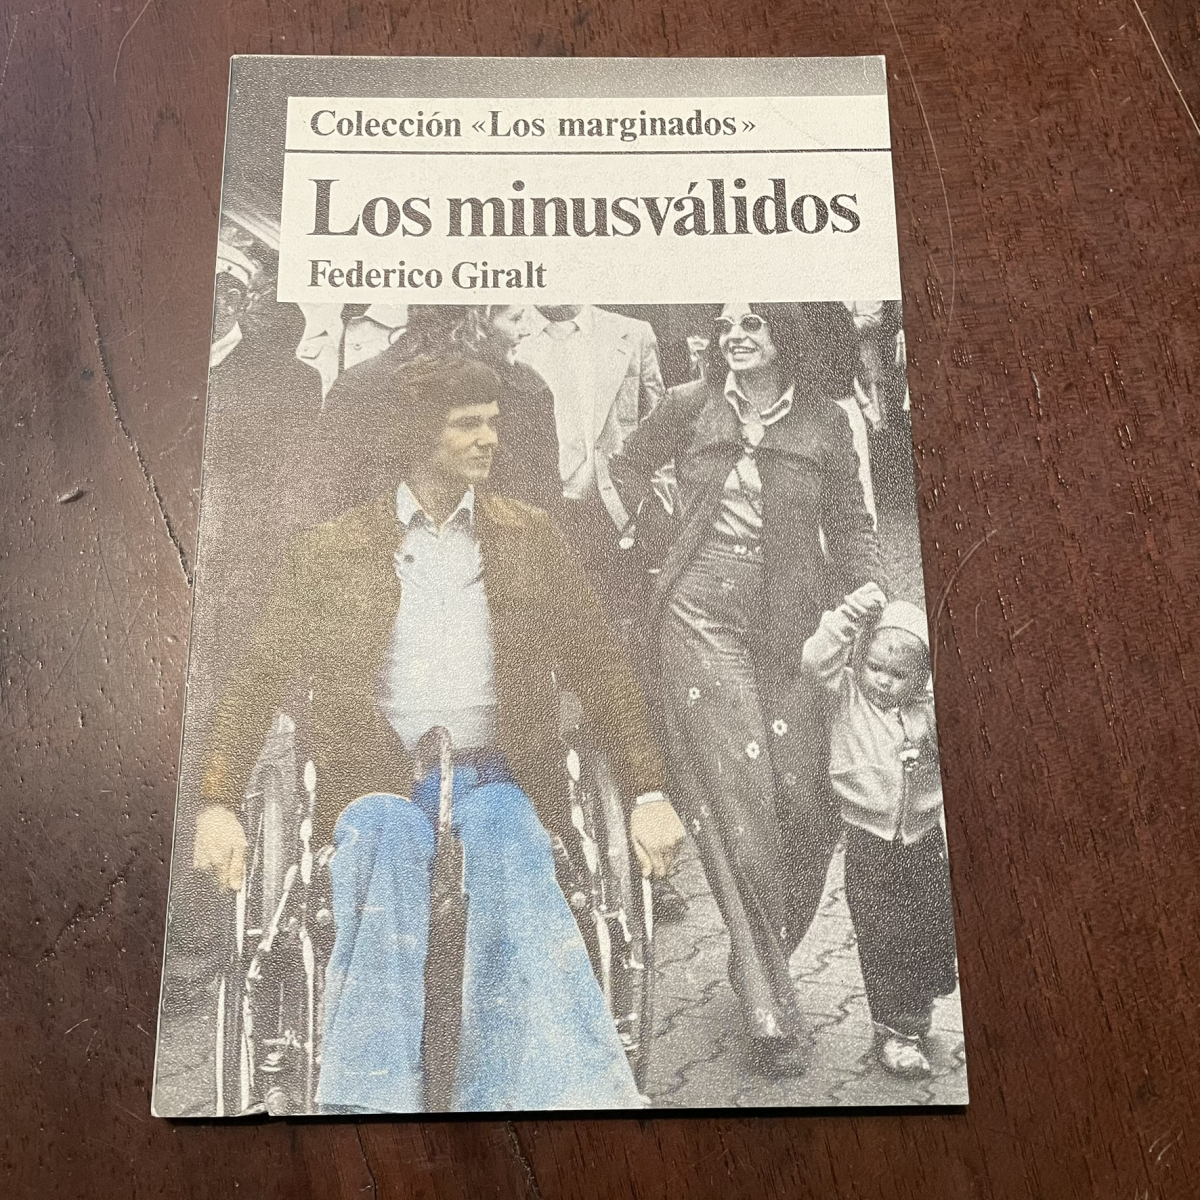 Colección «Los marginados»
Los minusválidos
Federico Giralt